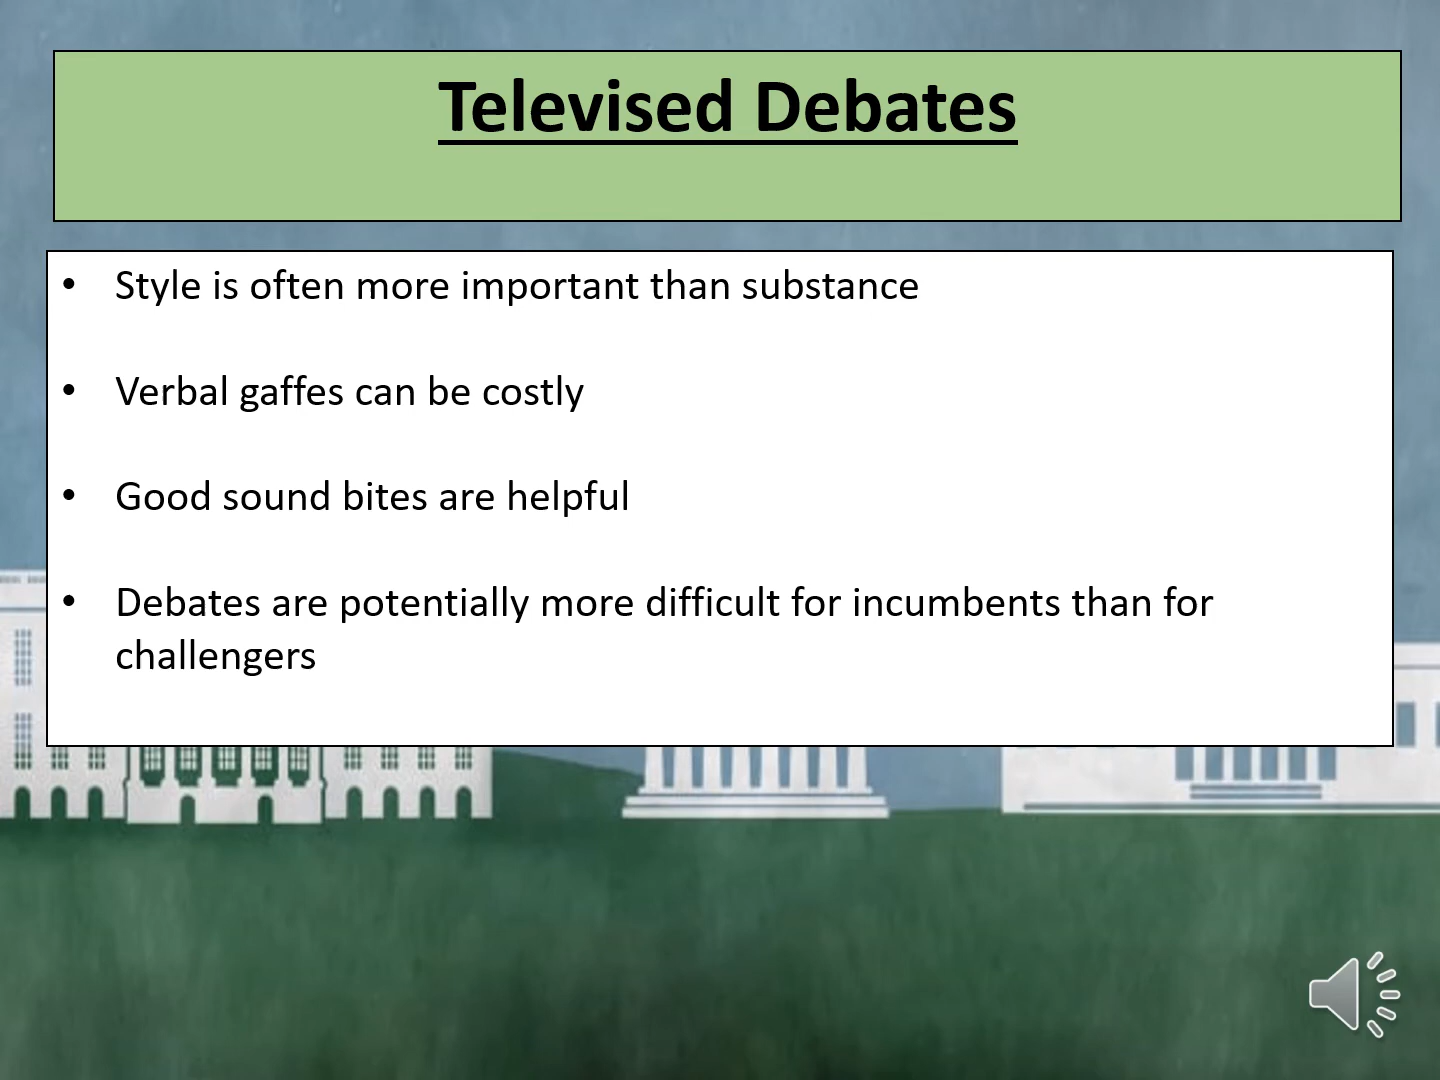 Televised Debates
• Style is often more important than substance
• Verbal gaffes can be costly
• Good sound bites are helpful
• Debates are potentially more difficult for incumbents than for
challengers